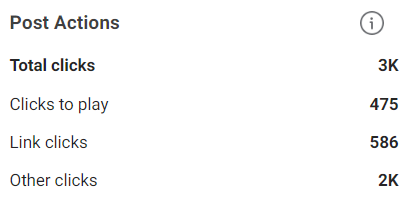 Post Actions
Total clicks 3K
Clicks to play 475
Link clicks 586
Other clicks 2K